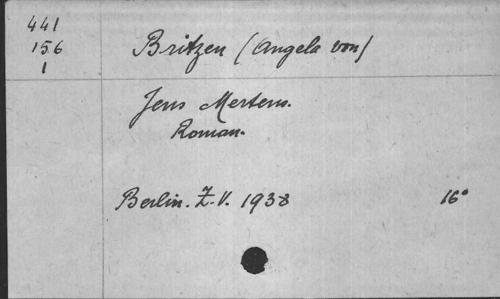 441
156
1
Britzen (Angela von)
Jens Mertens.
Roman.
Berlin. Z.V. 1938 16°